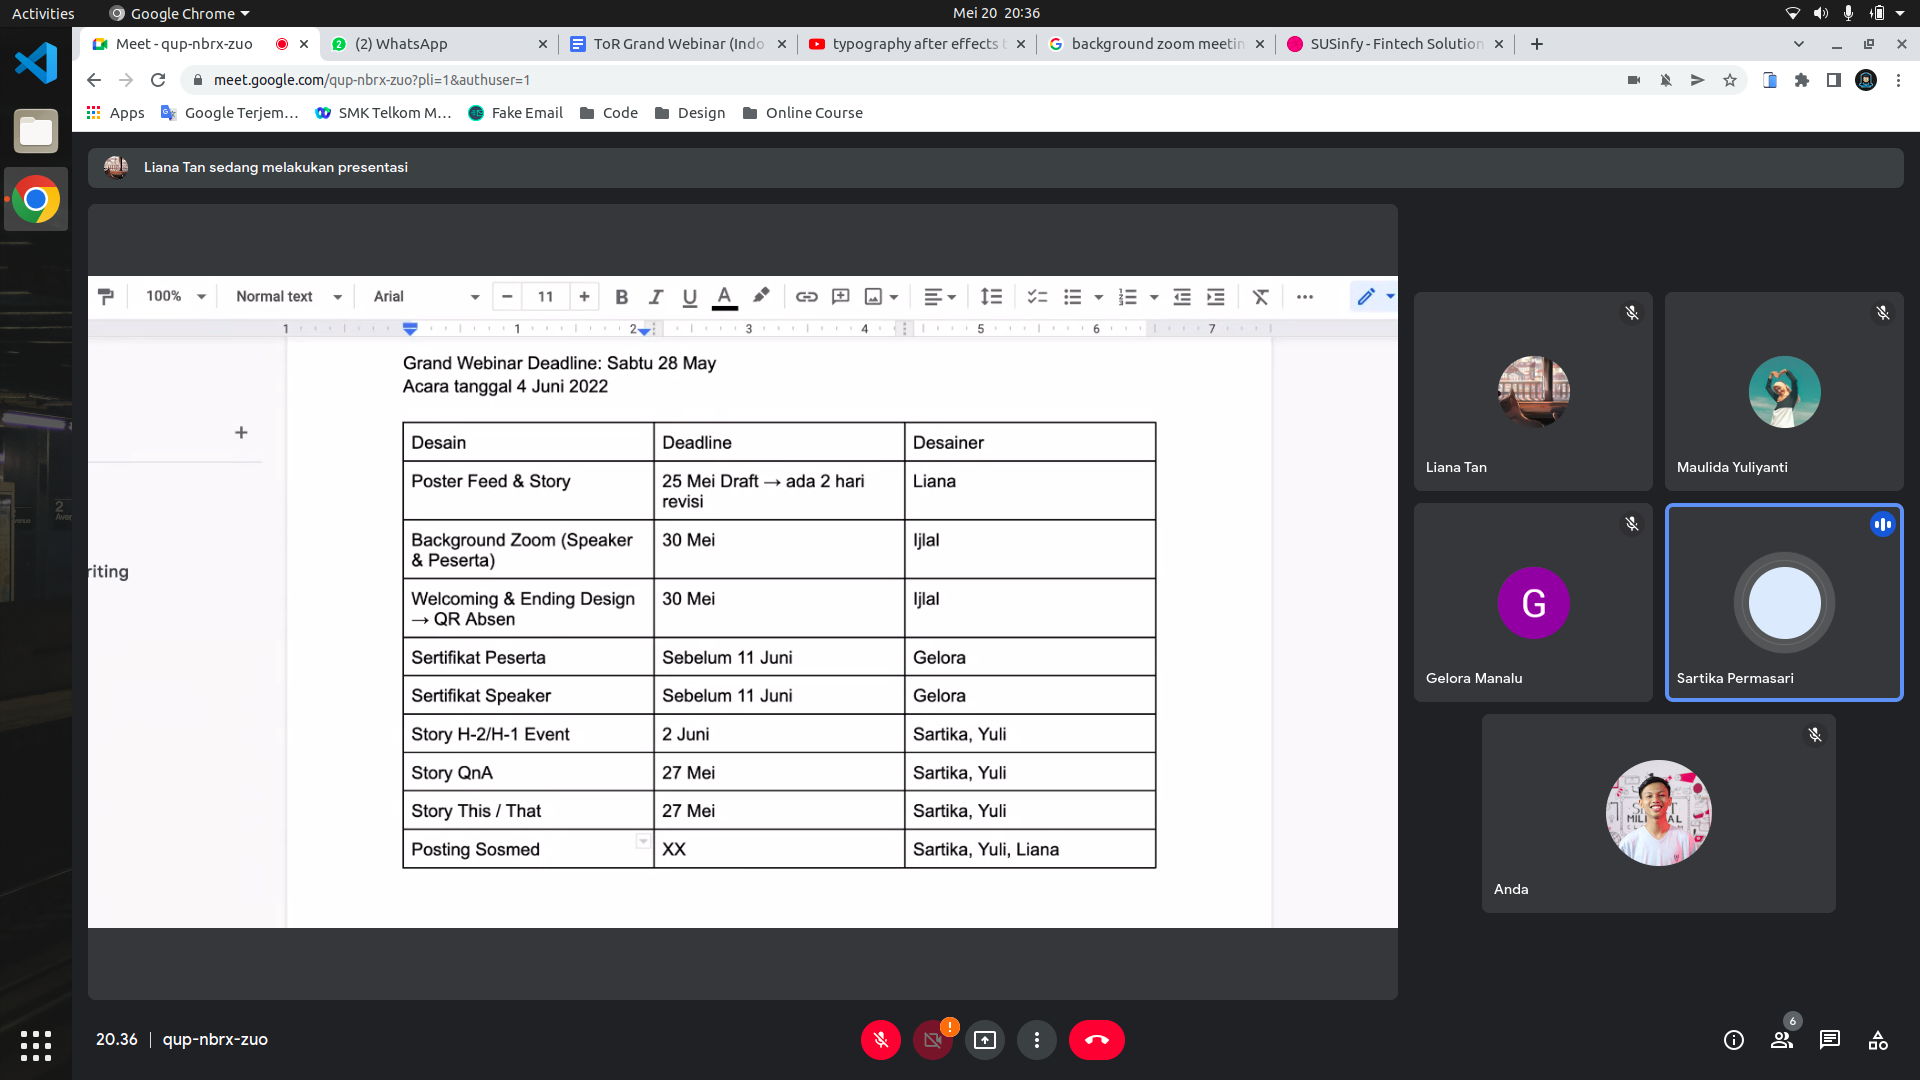 Activities
Google Chrome
Mei 20 20:36
Meet - qup-nbrx-zuo
(2) WhatsApp
ToR Grand Webinar (Indo
typography after effects t
background zoom meetin
SUSinfy - Fintech Solution
meet.google.com/qup-nbrx-zuo?pli=1&authuser=1
Apps
Google Terjem...
SMK Telkom M...
Fake Email
Code
Design
Online Course
Liana Tan sedang melakukan presentasi
100%
Normal text
Arial
11
1 1 2 3 4 5 6 7
riting
Grand Webinar Deadline: Sabtu 28 May
Acara tanggal 4 Juni 2022
Desain Deadline Desainer
Poster Feed & Story 25 Mei Draft → ada 2 hari revisi Liana
Background Zoom (Speaker & Peserta) 30 Mei Ijlal
Welcoming & Ending Design → QR Absen 30 Mei Ijlal
Sertifikat Peserta Sebelum 11 Juni Gelora
Sertifikat Speaker Sebelum 11 Juni Gelora
Story H-2/H-1 Event 2 Juni Sartika, Yuli
Story QnA 27 Mei Sartika, Yuli
Story This / That 27 Mei Sartika, Yuli
Posting Sosmed XX Sartika, Yuli, Liana
Liana Tan
Maulida Yuliyanti
G
Gelora Manalu
Sartika Permasari
Anda
20.36
qup-nbrx-zuo
6